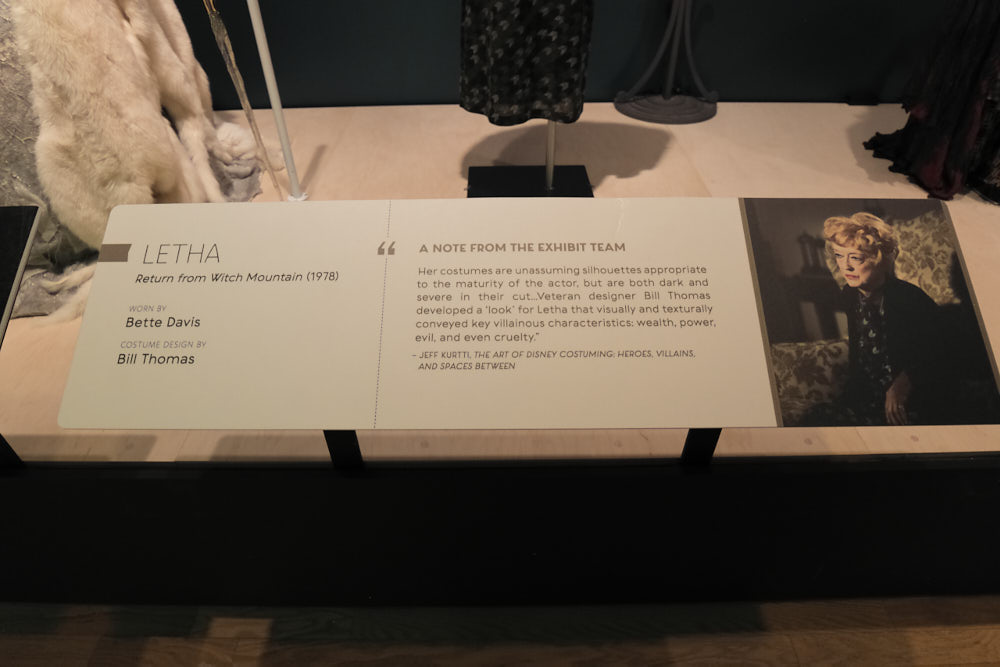 LETHA
Return from Witch Mountain (1978)
WORN BY
Bette Davis
COSTUME DESIGN BY
Bill Thomas
“
A NOTE FROM THE EXHIBIT TEAM
Her costumes are unassuming silhouettes appropriate
to the maturity of the actor, but are both dark and
severe in their cut...Veteran designer Bill Thomas
developed a ‘look’ for Letha that visually and texturally
conveyed key villainous characteristics: wealth, power,
evil, and even cruelty.”
– JEFF KURTTI, THE ART OF DISNEY COSTUMING: HEROES, VILLAINS,
AND SPACES BETWEEN